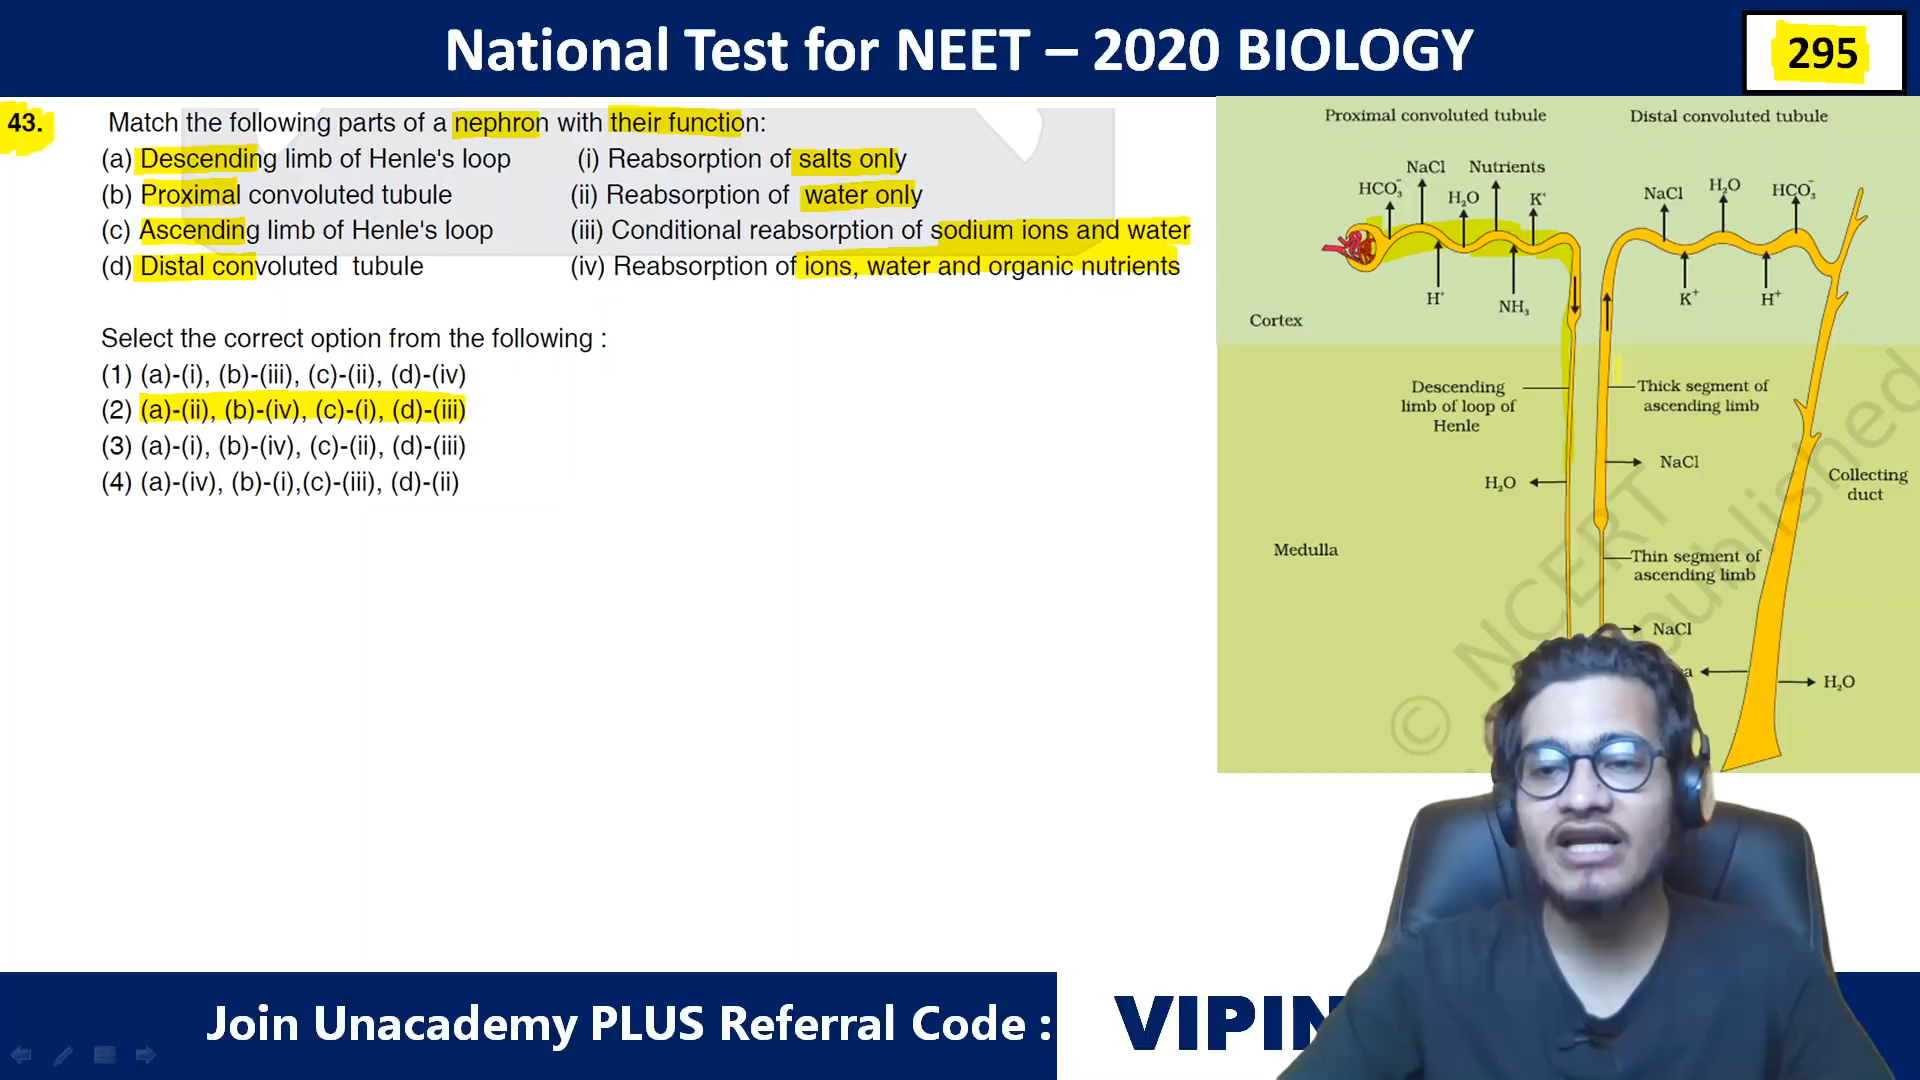 National Test for NEET – 2020 BIOLOGY
295
43. Match the following parts of a nephron with their function:
(a) Descending limb of Henle's loop (i) Reabsorption of salts only
(b) Proximal convoluted tubule (ii) Reabsorption of water only
(c) Ascending limb of Henle's loop (iii) Conditional reabsorption of sodium ions and water
(d) Distal convoluted tubule (iv) Reabsorption of ions, water and organic nutrients
Select the correct option from the following :
(1) (a)-(i), (b)-(iii), (c)-(ii), (d)-(iv)
(2) (a)-(ii), (b)-(iv), (c)-(i), (d)-(iii)
(3) (a)-(i), (b)-(iv), (c)-(ii), (d)-(iii)
(4) (a)-(iv), (b)-(i),(c)-(iii), (d)-(ii)
Proximal convoluted tubule Distal convoluted tubule
NaCl Nutrients
HCO₃⁻ H₂O K⁺
NaCl H₂O HCO₃⁻
H⁺ NH₃
K⁺ H⁺
Cortex
Descending
limb of loop of
Henle
Thick segment of
ascending limb
NaCl
H₂O
Collecting
duct
Medulla
Thin segment of
ascending limb
NaCl
a
H₂O
© NCERT
published
Join Unacademy PLUS Referral Code :
VIPIN